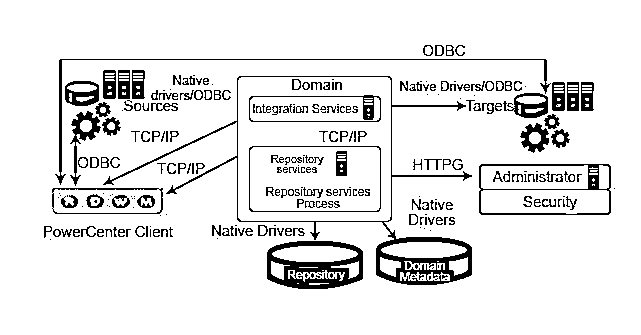 ODBC
Native
drivers/ODBC
Sources
Domain
Integration Services
Native Drivers/ODBC
Targets
TCP/IP
TCP/IP
ODBC
TCP/IP
Repository
services
Repository services
Process
HTTPG
Administrator
Security
R D W M
PowerCenter Client
Native Drivers
Native
Drivers
Repository
Domain
Metadata